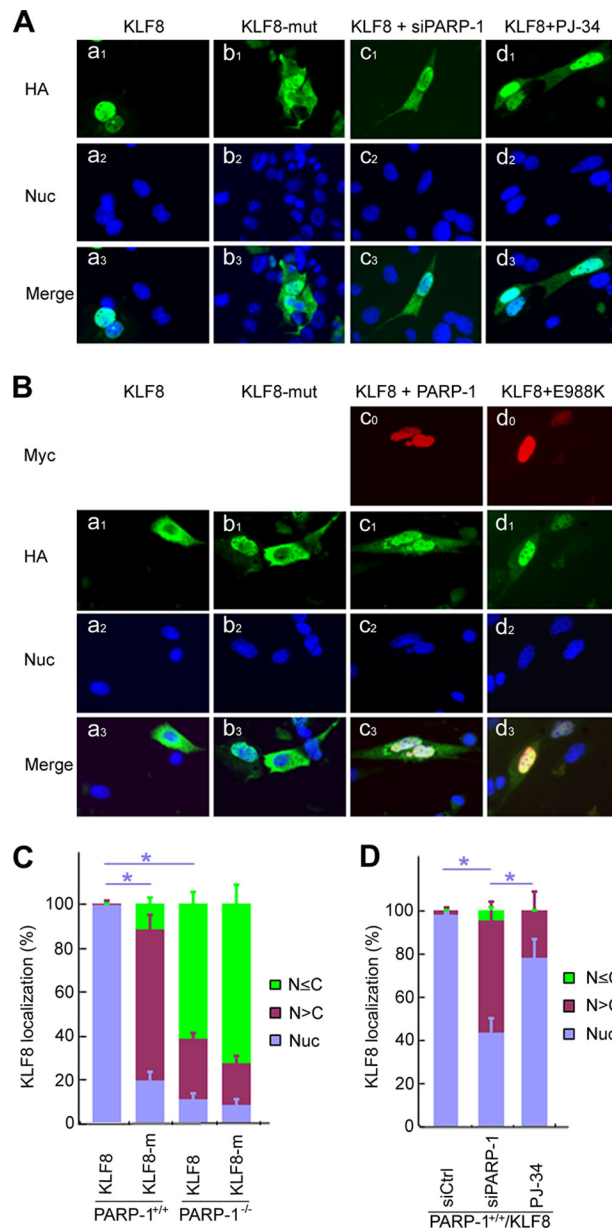 A
KLF8 KLF8-mut KLF8 + siPARP-1 KLF8+PJ-34
HA a1 b1 c1 d1
Nuc a2 b2 c2 d2
Merge a3 b3 c3 d3
B
KLF8 KLF8-mut KLF8 + PARP-1 KLF8+E988K
Myc c0 d0
HA a1 b1 c1 d1
Nuc a2 b2 c2 d2
Merge a3 b3 c3 d3
C
*
*
KLF8 localization (%)
100
80
60
40
20
0
N≤C
N>C
Nuc
KLF8 KLF8-m KLF8 KLF8-m
PARP-1+/+ PARP-1-/-
D
* *
KLF8 localization (%)
100
80
60
40
20
0
N≤C
N>C
Nuc
siCtrl siPARP-1 PJ-34
PARP-1+/+/KLF8